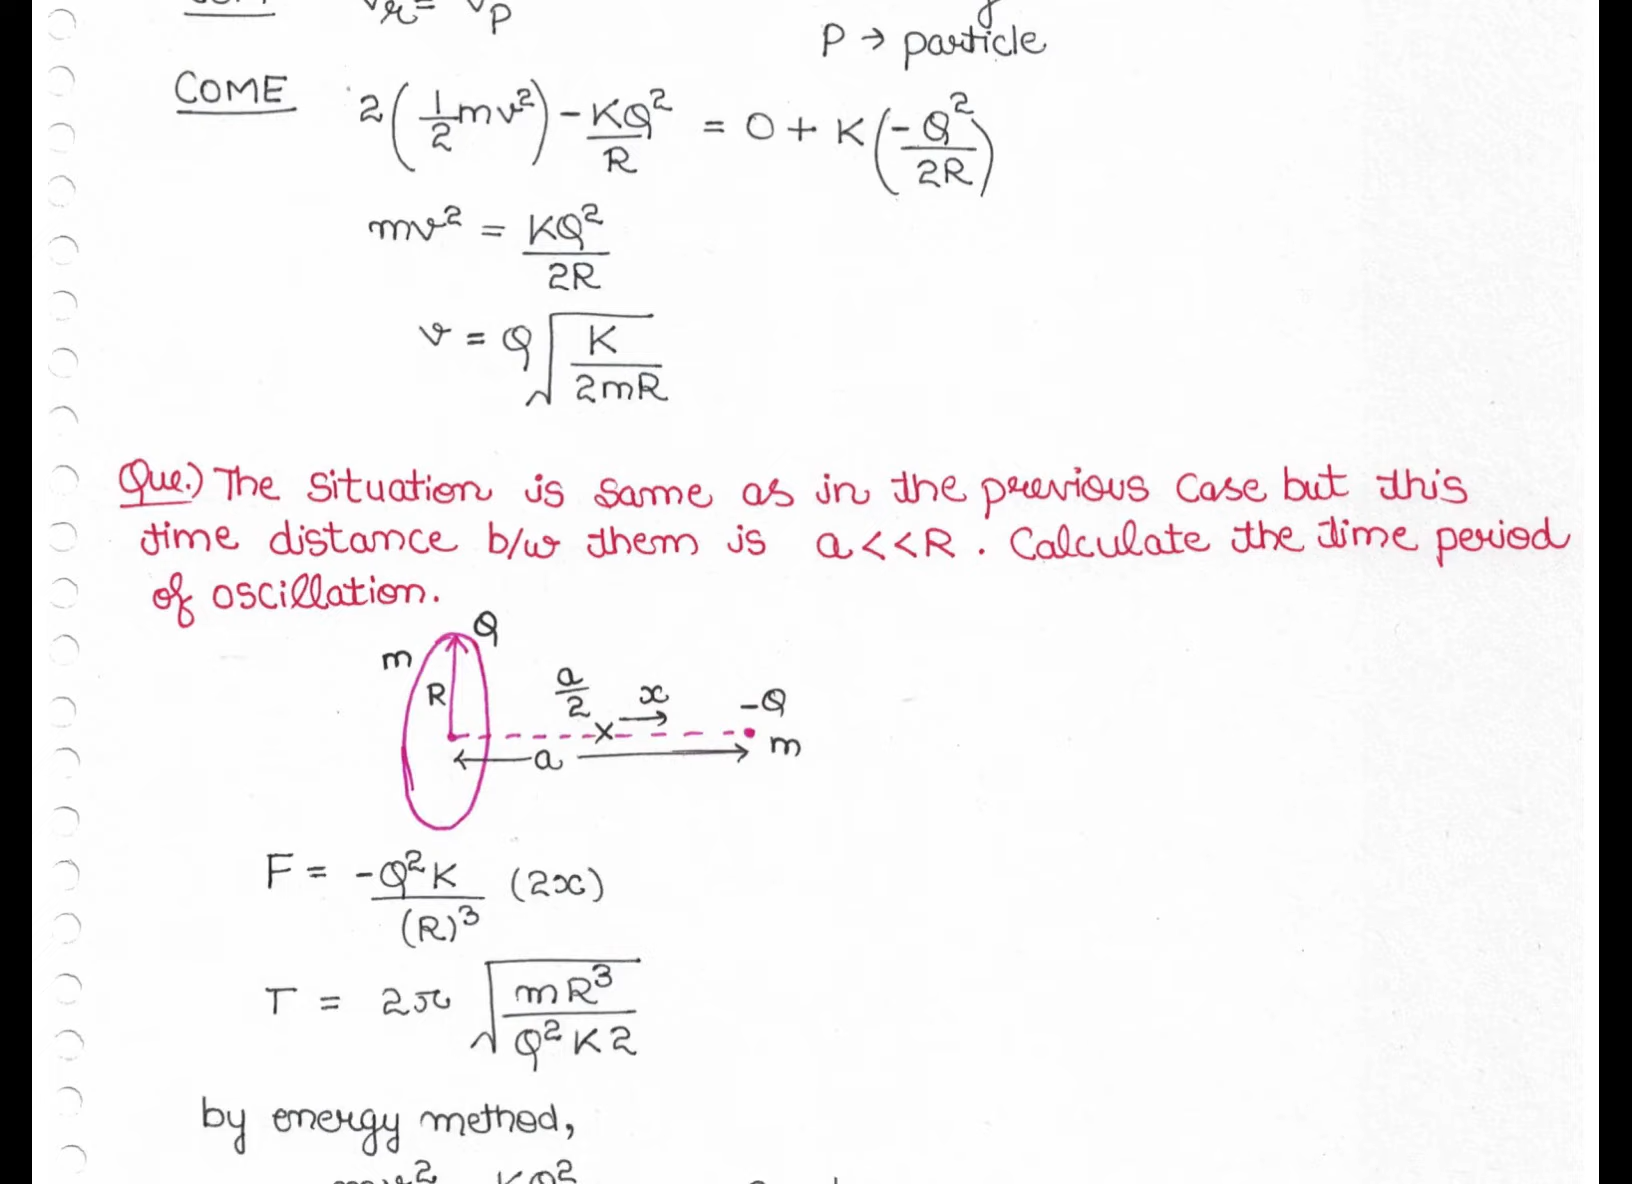 P → particle
COME 2(1/2 mv²) - KQ²/R = 0 + K(-Q²/2R)
mv² = KQ²/2R
v = Q√(K/2mR)
Que.) The situation is same as in the previous case but this
time distance b/w them is a<<R. Calculate the time period
of oscillation.
Q
m
R
a/2
x
-Q
x
m
a
F = -Q²K/(R)³ (2x)
T = 2π √(mR³/Q²K2)
by energy method,